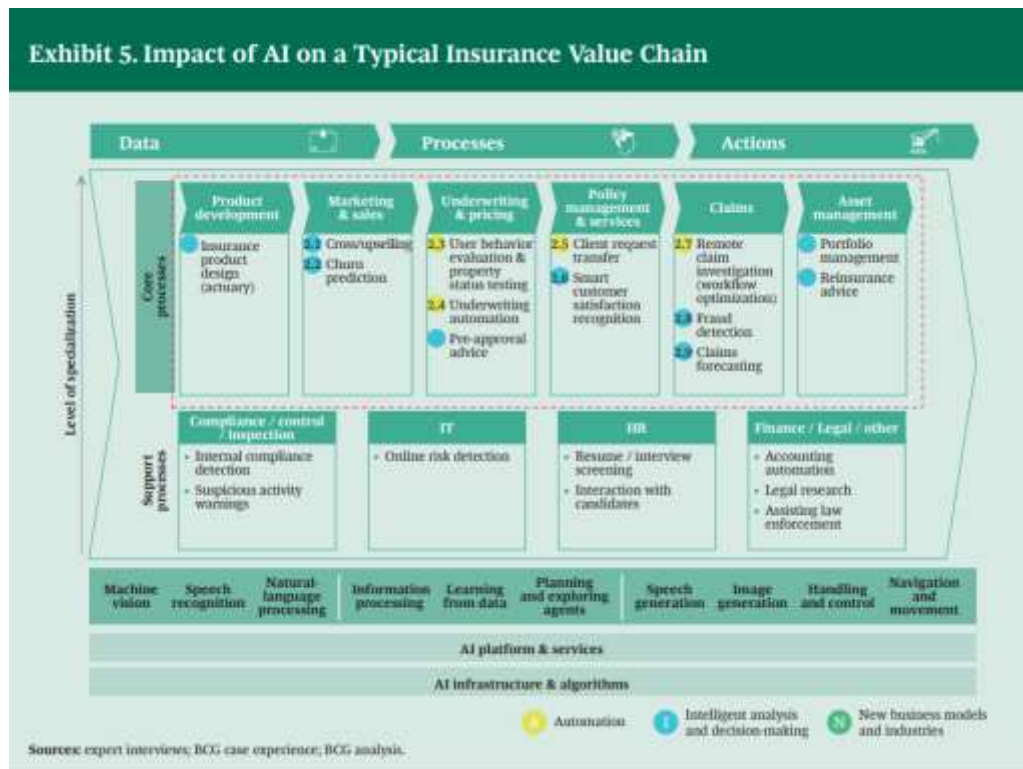 Exhibit 5. Impact of AI on a Typical Insurance Value Chain
Data
Processes
Actions
Level of specialization
Core
processes
Product
development
Insurance
product
design
(actuary)
Marketing
& sales
2.1 Cross/upselling
2.2 Churn
prediction
Underwriting
& pricing
2.3 User behavior
evaluation &
property
status testing
2.4 Underwriting
automation
Pre-approval
advice
Policy
management
& services
2.5 Client request
transfer
2.6 Smart
customer
satisfaction
recognition
Claims
2.7 Remote
claim
investigation
(workflow
optimization)
2.8 Fraud
detection
2.9 Claims
forecasting
Asset
management
Portfolio
management
Reinsurance
advice
Support
processes
Compliance / control
/ inspection
• Internal compliance
detection
• Suspicious activity
warnings
IT
• Online risk detection
HR
• Resume / interview
screening
• Interaction with
candidates
Finance / Legal / other
• Accounting
automation
• Legal research
• Assisting law
enforcement
Machine
vision
Speech
recognition
Natural-
language
processing
Information
processing
Learning
from data
Planning
and exploring
agents
Speech
generation
Image
generation
Handling
and control
Navigation
and
movement
AI platform & services
AI infrastructure & algorithms
A Automation
I Intelligent analysis
and decision-making
N New business models
and industries
Sources: expert interviews; BCG case experience; BCG analysis.